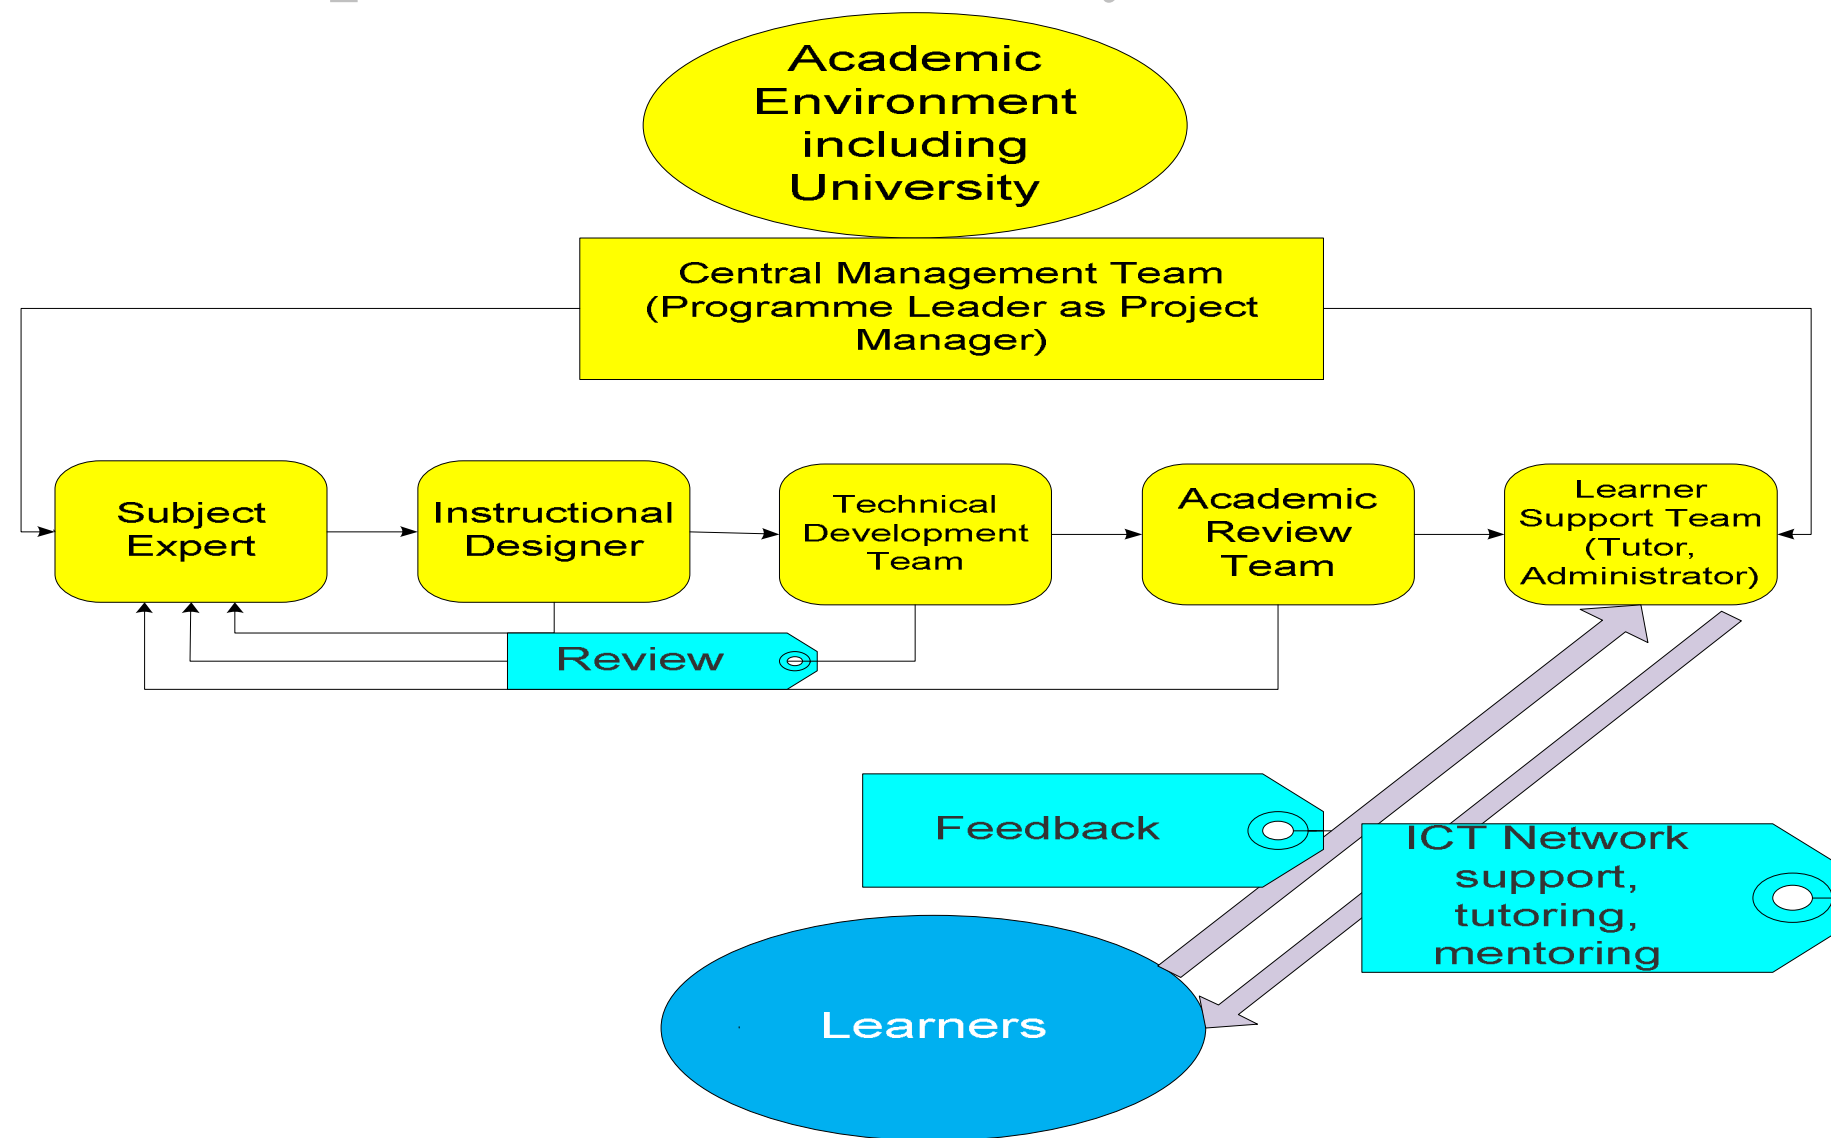 Academic
Environment
including
University
Central Management Team
(Programme Leader as Project
Manager)
Subject
Expert
Instructional
Designer
Technical
Development
Team
Academic
Review
Team
Learner
Support Team
(Tutor,
Administrator)
Review
Feedback
ICT Network
support,
tutoring,
mentoring
Learners